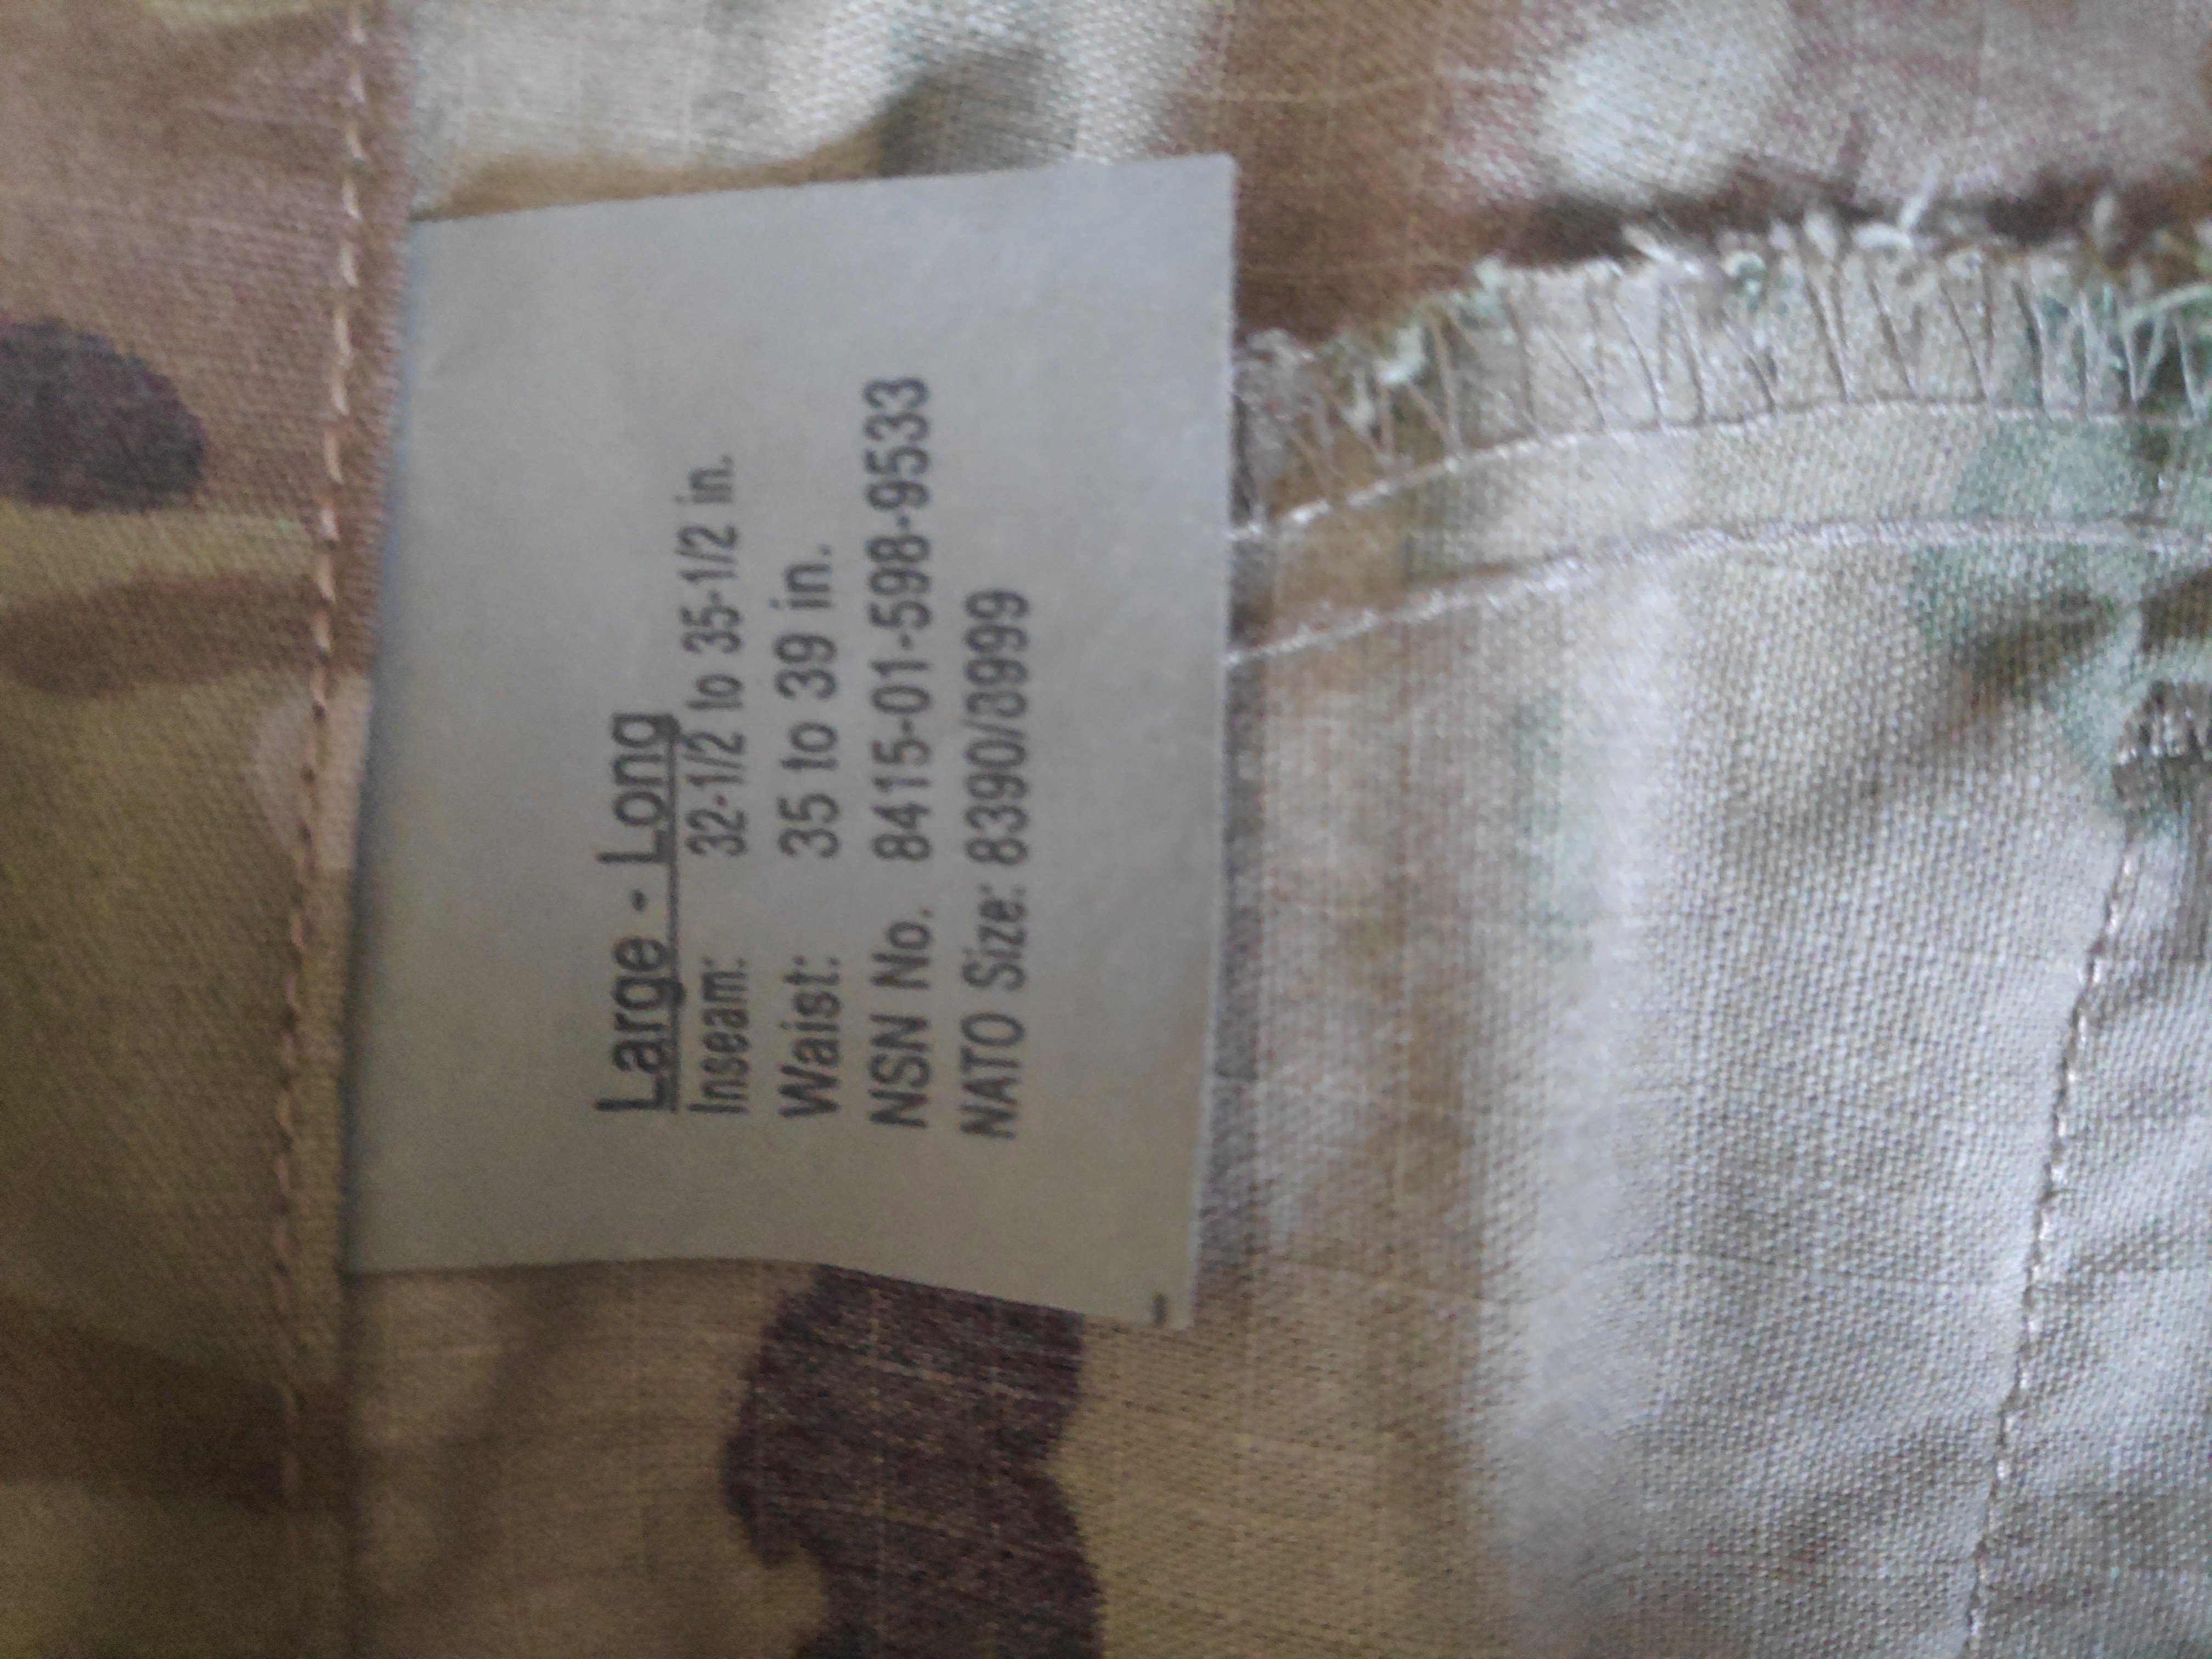 Large - Long
Inseam: 32-1/2 to 35-1/2 in.
Waist: 35 to 39 in.
NSN No. 8415-01-598-9533
NATO Size: 8390/8999